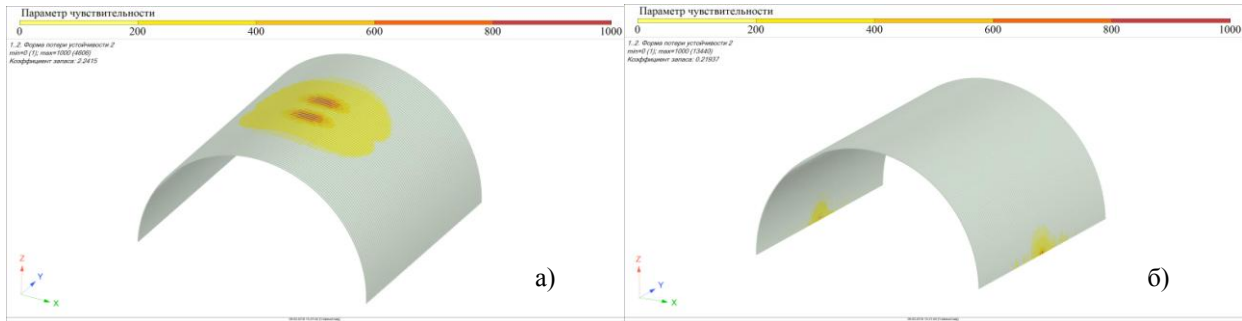 Параметр чувствительности
0 200 400 600 800 1000
1..2. Форма потери устойчивости 2
min=0 (1); max=1000 (4808)
Коэффициент запаса: 2.2415
Z
Y
X
а)
Параметр чувствительности
0 200 400 600 800 1000
1..2. Форма потери устойчивости 2
min=0 (1); max=1000 (13440)
Коэффициент запаса: 0.21937
Z
Y
X
б)